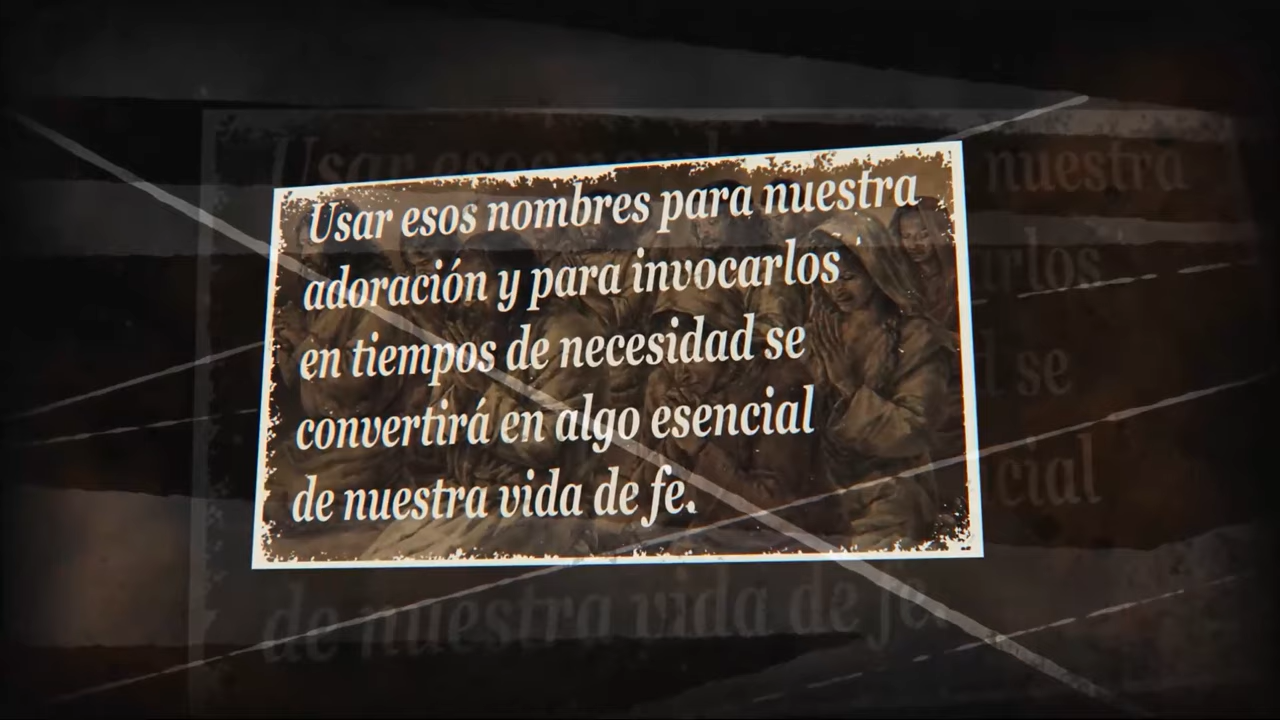 Usar esos nombres para nuestra
adoración y para invocarlos
en tiempos de necesidad se
convertirá en algo esencial
de nuestra vida de fe.